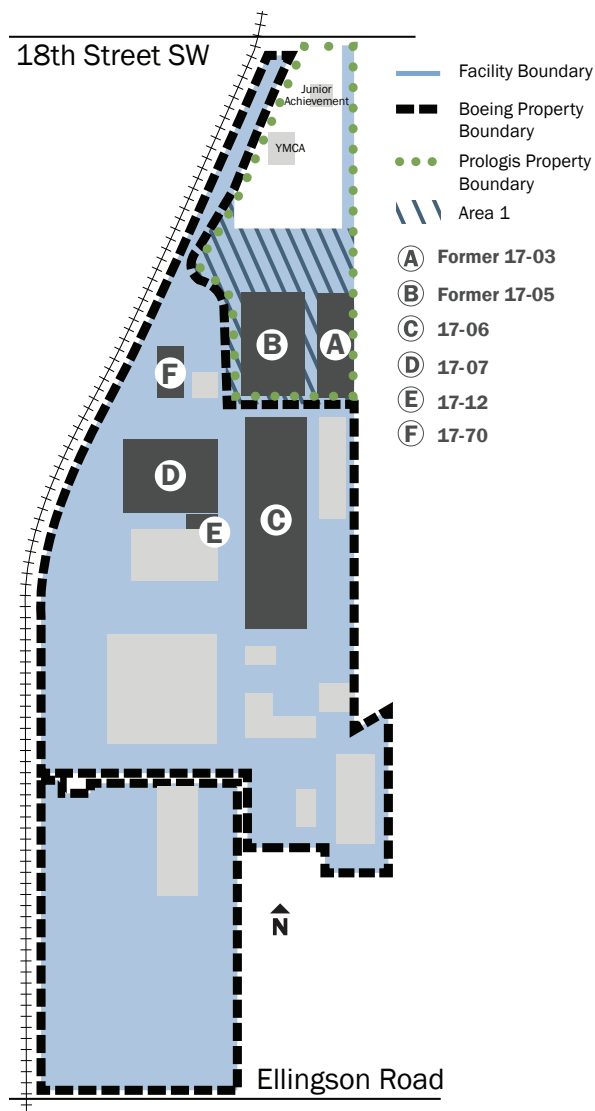 18th Street SW
Junior
Achievement
YMCA
Facility Boundary
Boeing Property
Boundary
Prologis Property
Boundary
Area 1
A Former 17-03
B Former 17-05
C 17-06
D 17-07
E 17-12
F 17-70
B
A
F
D
C
E
N
Ellingson Road